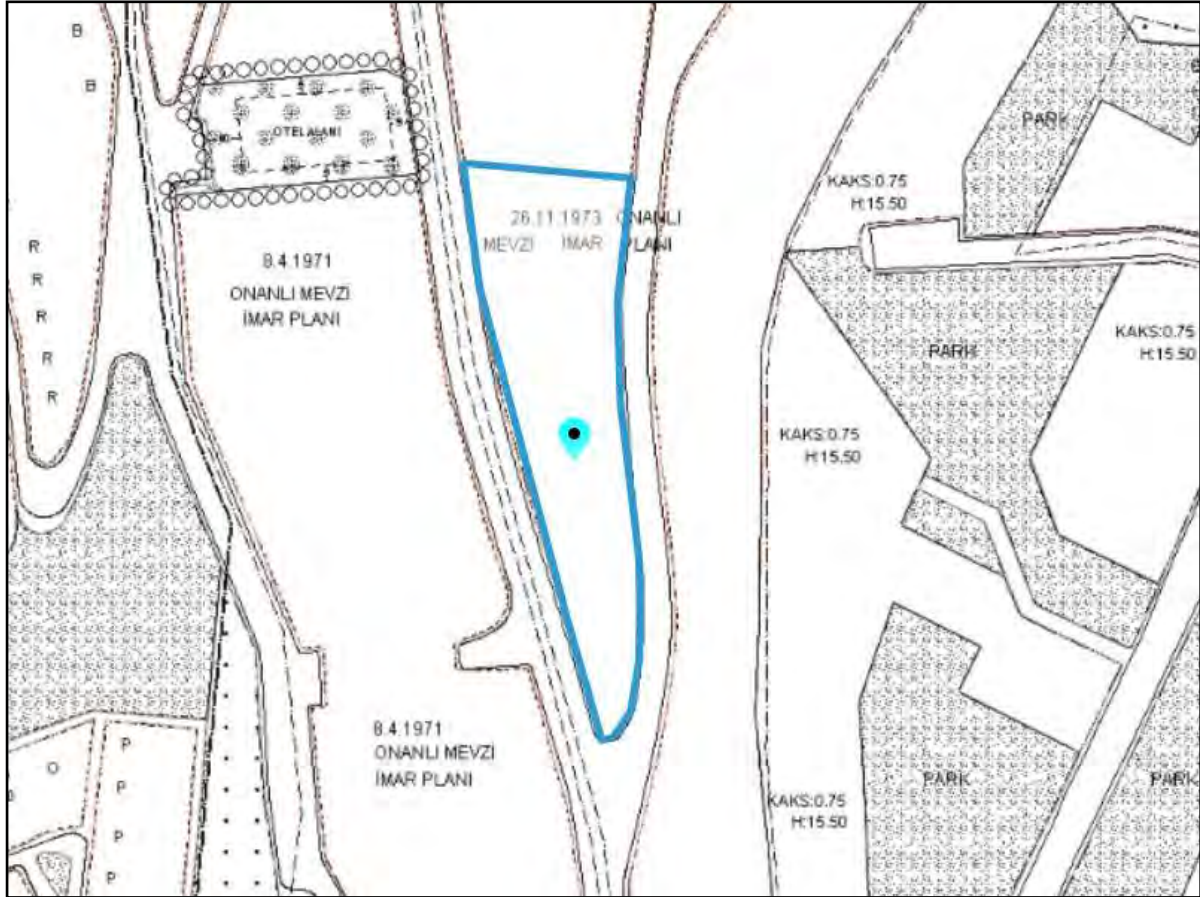 B
B
OTELALANI
PARK
KAKS:0.75
H:15.50
26.11.1973 ONANLI
MEVZİ İMAR PLANI
R
R
R
R
R
8.4.1971
ONANLI MEVZİ
İMAR PLANI
KAKS:0.75
H:15.50
PARK
KAKS:0.75
H:15.50
8.4.1971
ONANLI MEVZİ
İMAR PLANI
P
P
P
P
O
PARK
PARK
KAKS:0.75
H:15.50